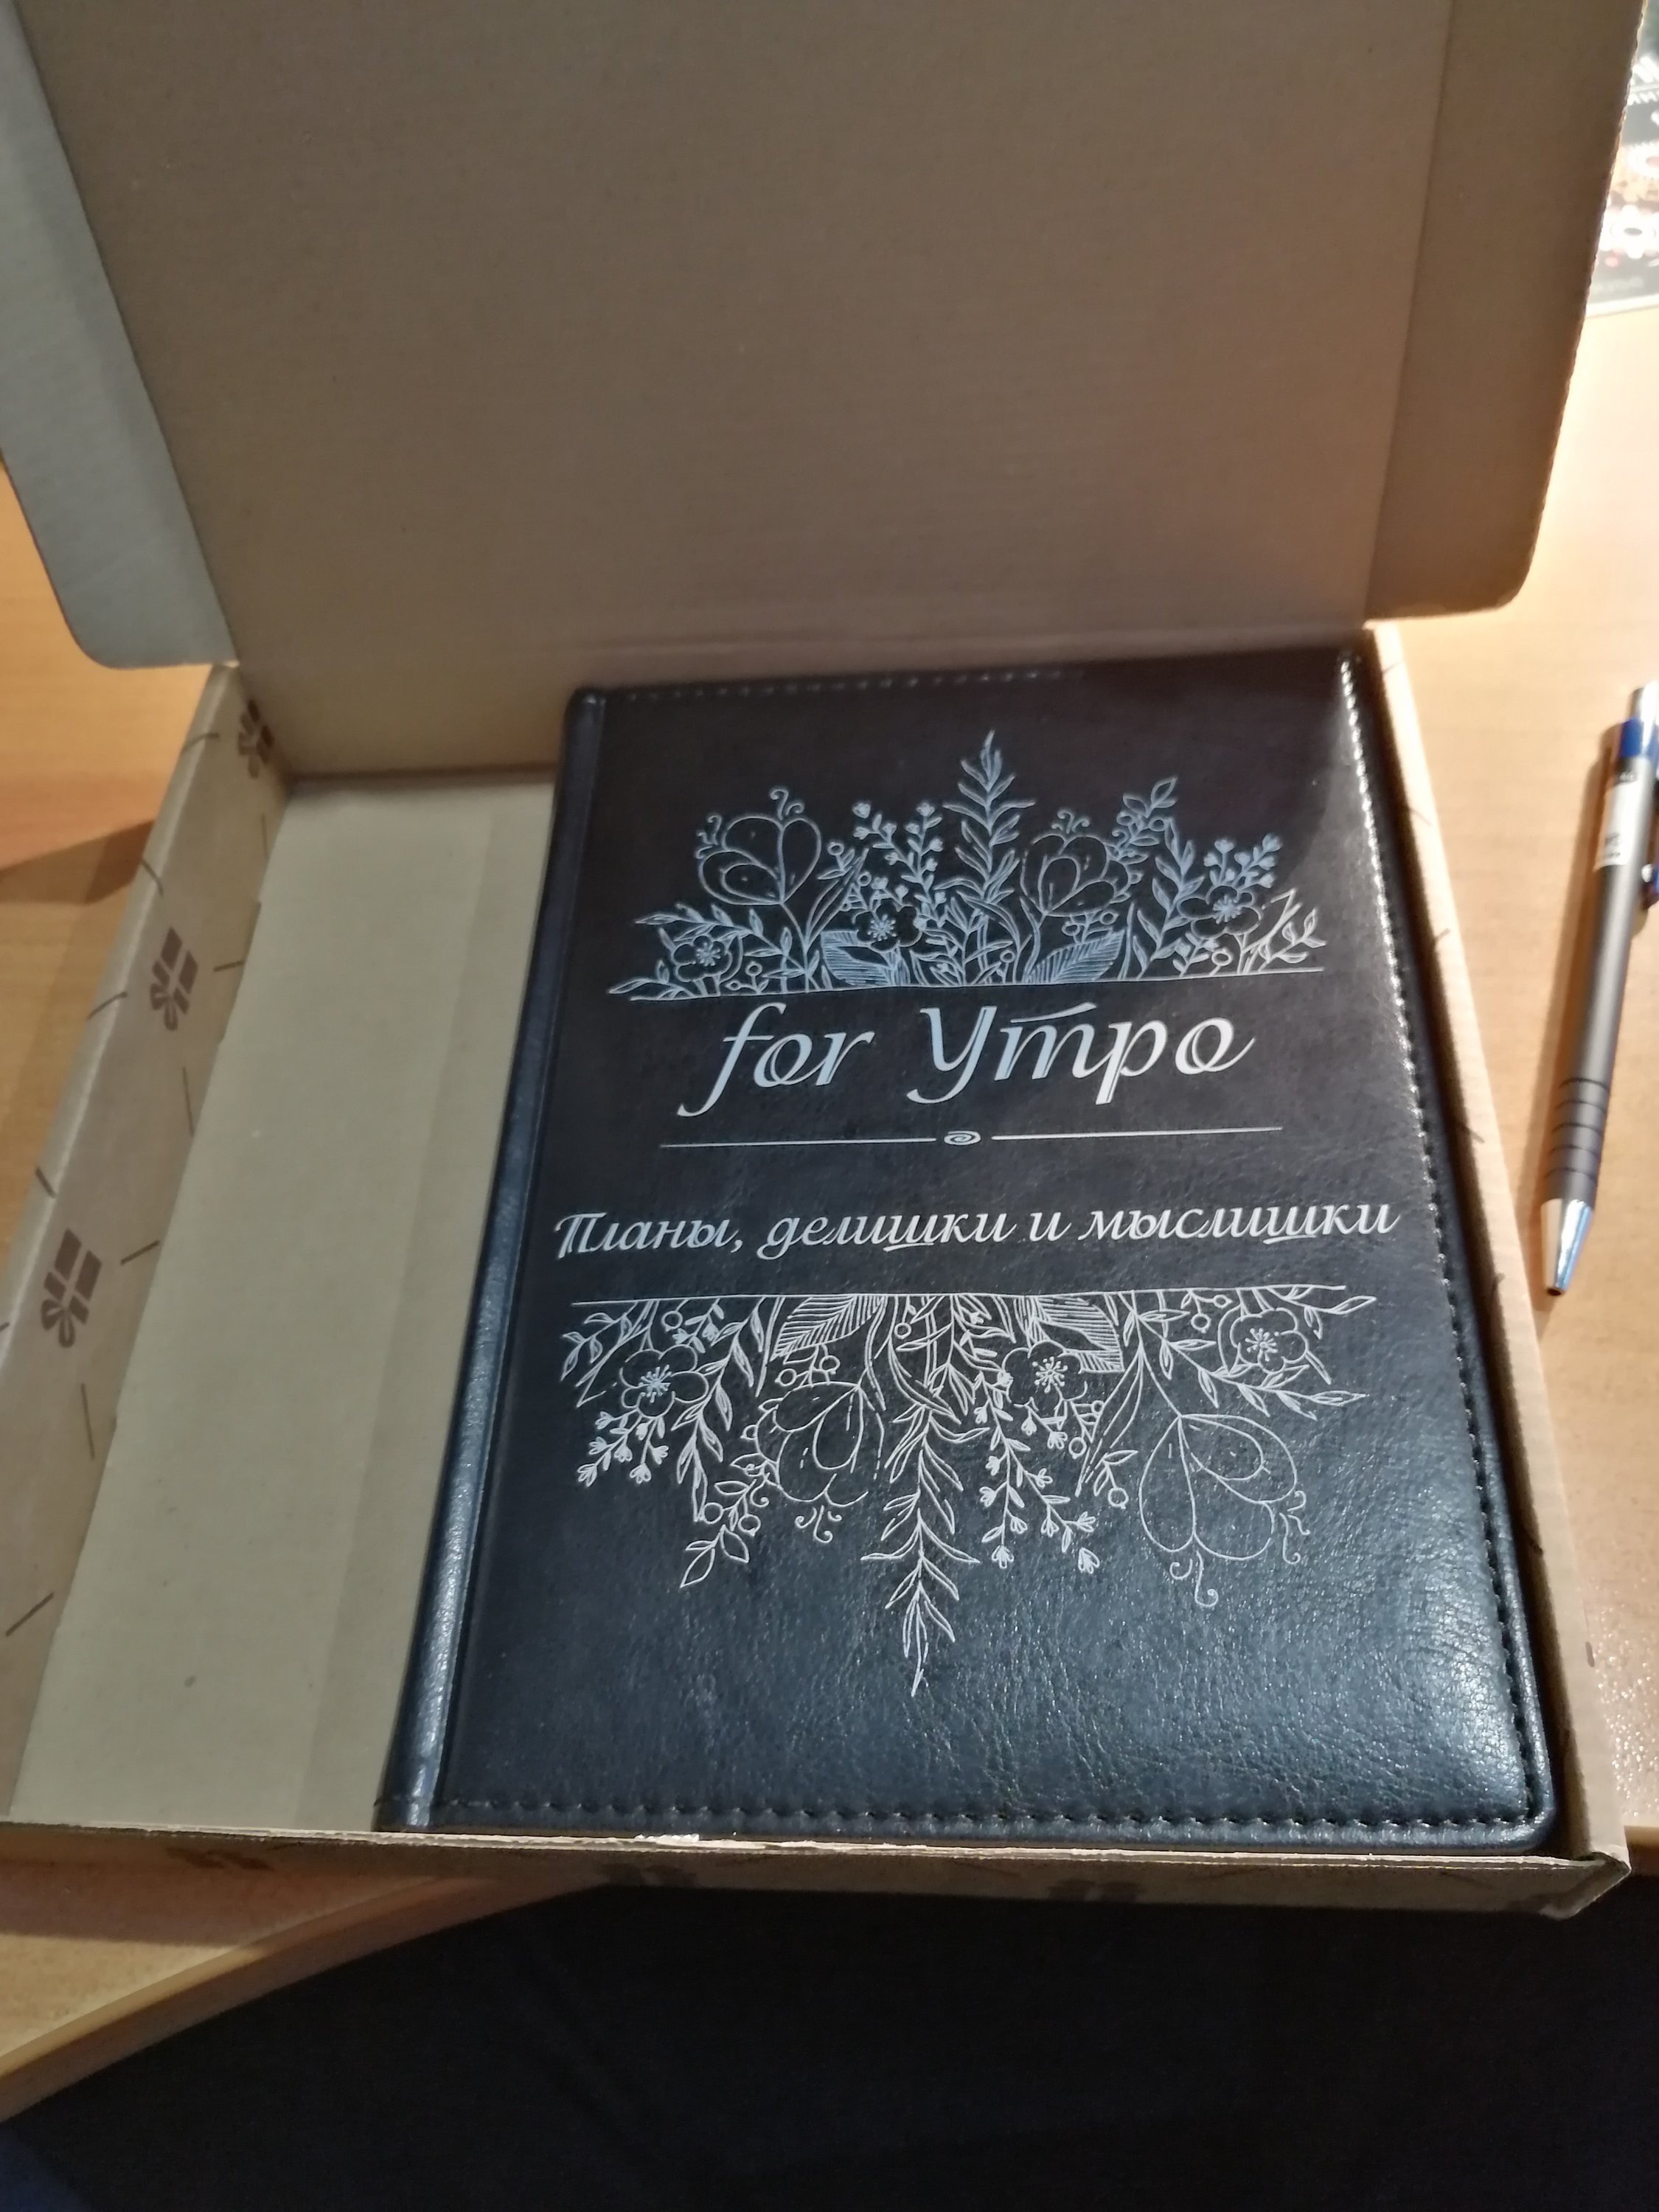 for Утро
Планы, делишки и мыслишки